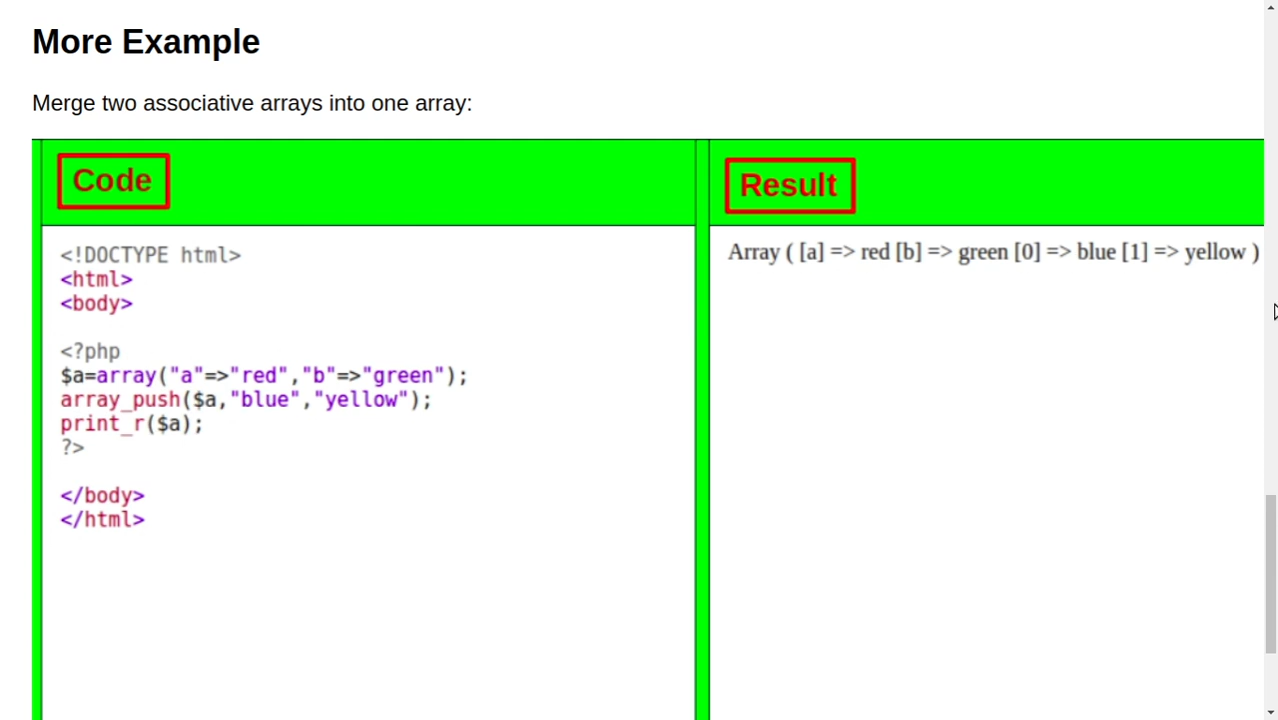 More Example
Merge two associative arrays into one array:
Code
<!DOCTYPE html>
<html>
<body>
<?php
$a=array("a"=>"red","b"=>"green");
array_push($a,"blue","yellow");
print_r($a);
?>
</body>
</html>
Result
Array ( [a] => red [b] => green [0] => blue [1] => yellow )